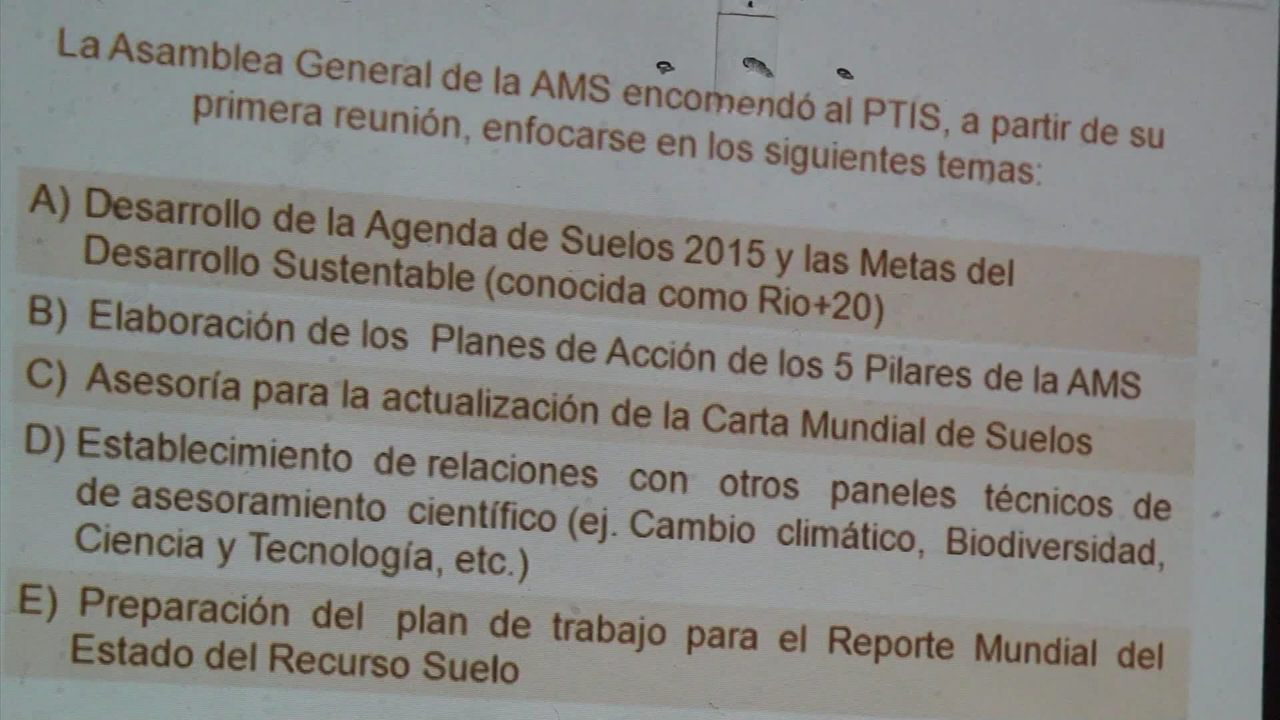 La Asamblea General de la AMS encomendó al PTIS, a partir de su
primera reunión, enfocarse en los siguientes temas:
A) Desarrollo de la Agenda de Suelos 2015 y las Metas del
Desarrollo Sustentable (conocida como Rio+20)
B) Elaboración de los Planes de Acción de los 5 Pilares de la AMS
C) Asesoría para la actualización de la Carta Mundial de Suelos
D) Establecimiento de relaciones con otros paneles técnicos de
de asesoramiento científico (ej. Cambio climático, Biodiversidad,
Ciencia y Tecnología, etc.)
E) Preparación del plan de trabajo para el Reporte Mundial del
Estado del Recurso Suelo